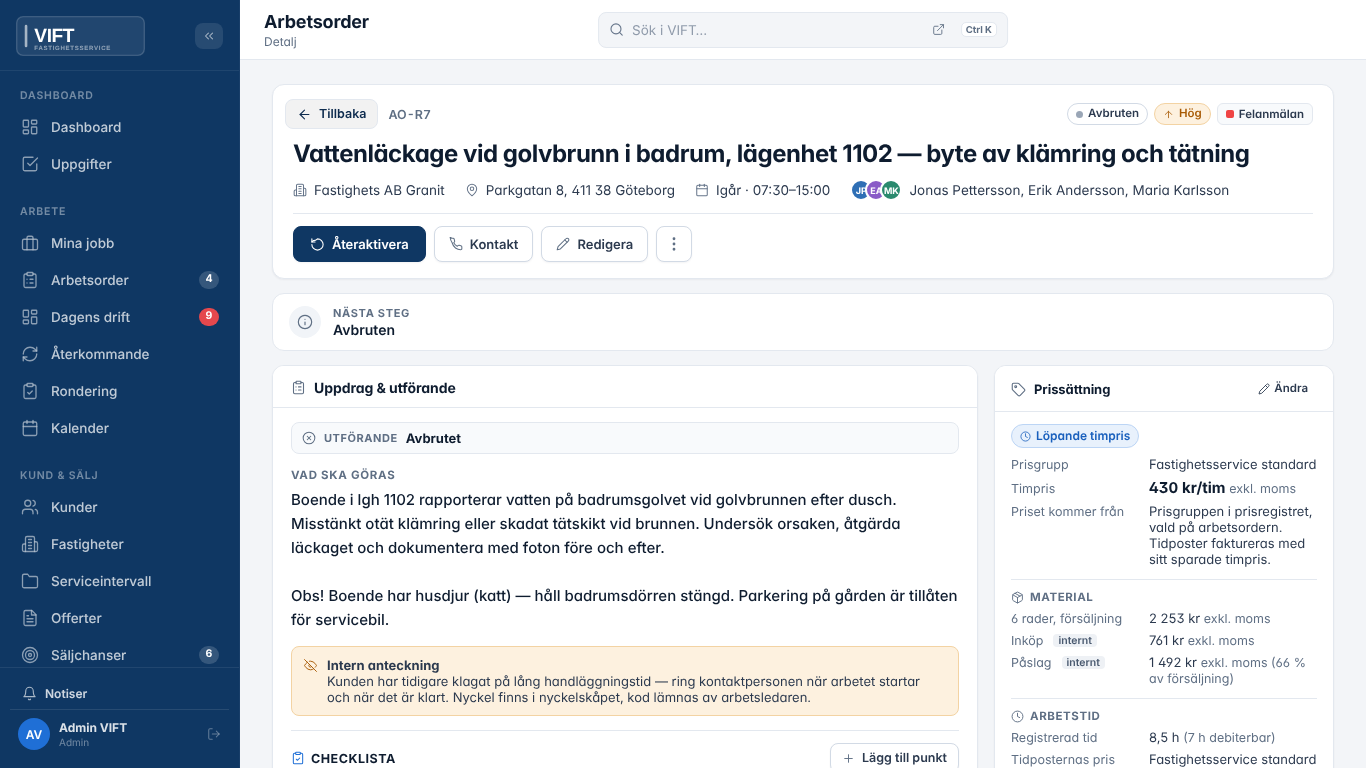 VIFT
FASTIGHETSSERVICE
DASHBOARD
Dashboard
Uppgifter
ARBETE
Mina jobb
Arbetsorder 4
Dagens drift 9
Återkommande
Rondering
Kalender
KUND & SÄLJ
Kunder
Fastigheter
Serviceintervall
Offerter
Säljchanser 6
Notiser
AV Admin VIFT
Admin
Arbetsorder
Detalj
Sök i VIFT... Ctrl K
Tillbaka AO-R7 Avbruten Hög Felanmälan
Vattenläckage vid golvbrunn i badrum, lägenhet 1102 — byte av klämring och tätning
Fastighets AB Granit Parkgatan 8, 411 38 Göteborg Igår · 07:30–15:00 JP EA MK Jonas Pettersson, Erik Andersson, Maria Karlsson
Återaktivera Kontakt Redigera
NÄSTA STEG
Avbruten
Uppdrag & utförande
UTFÖRANDE Avbrutet
VAD SKA GÖRAS
Boende i lgh 1102 rapporterar vatten på badrumsgolvet vid golvbrunnen efter dusch.
Misstänkt otät klämring eller skadat tätskikt vid brunnen. Undersök orsaken, åtgärda
läckaget och dokumentera med foton före och efter.
Obs! Boende har husdjur (katt) — håll badrumsdörren stängd. Parkering på gården är tillåten
för servicebil.
Intern anteckning
Kunden har tidigare klagat på lång handläggningstid — ring kontaktpersonen när arbetet startar
och när det är klart. Nyckel finns i nyckelskåpet, kod lämnas av arbetsledaren.
CHECKLISTA Lägg till punkt
Prissättning Ändra
Löpande timpris
Prisgrupp Fastighetsservice standard
Timpris 430 kr/tim exkl. moms
Priset kommer från Prisgruppen i prisregistret,
vald på arbetsordern.
Tidposter faktureras med
sitt sparade timpris.
MATERIAL
6 rader, försäljning 2 253 kr exkl. moms
Inköp internt 761 kr exkl. moms
Påslag internt 1 492 kr exkl. moms (66 %
av försäljning)
ARBETSTID
Registrerad tid 8,5 h (7 h debiterbar)
Tidposternas pris Fastighetsservice standard